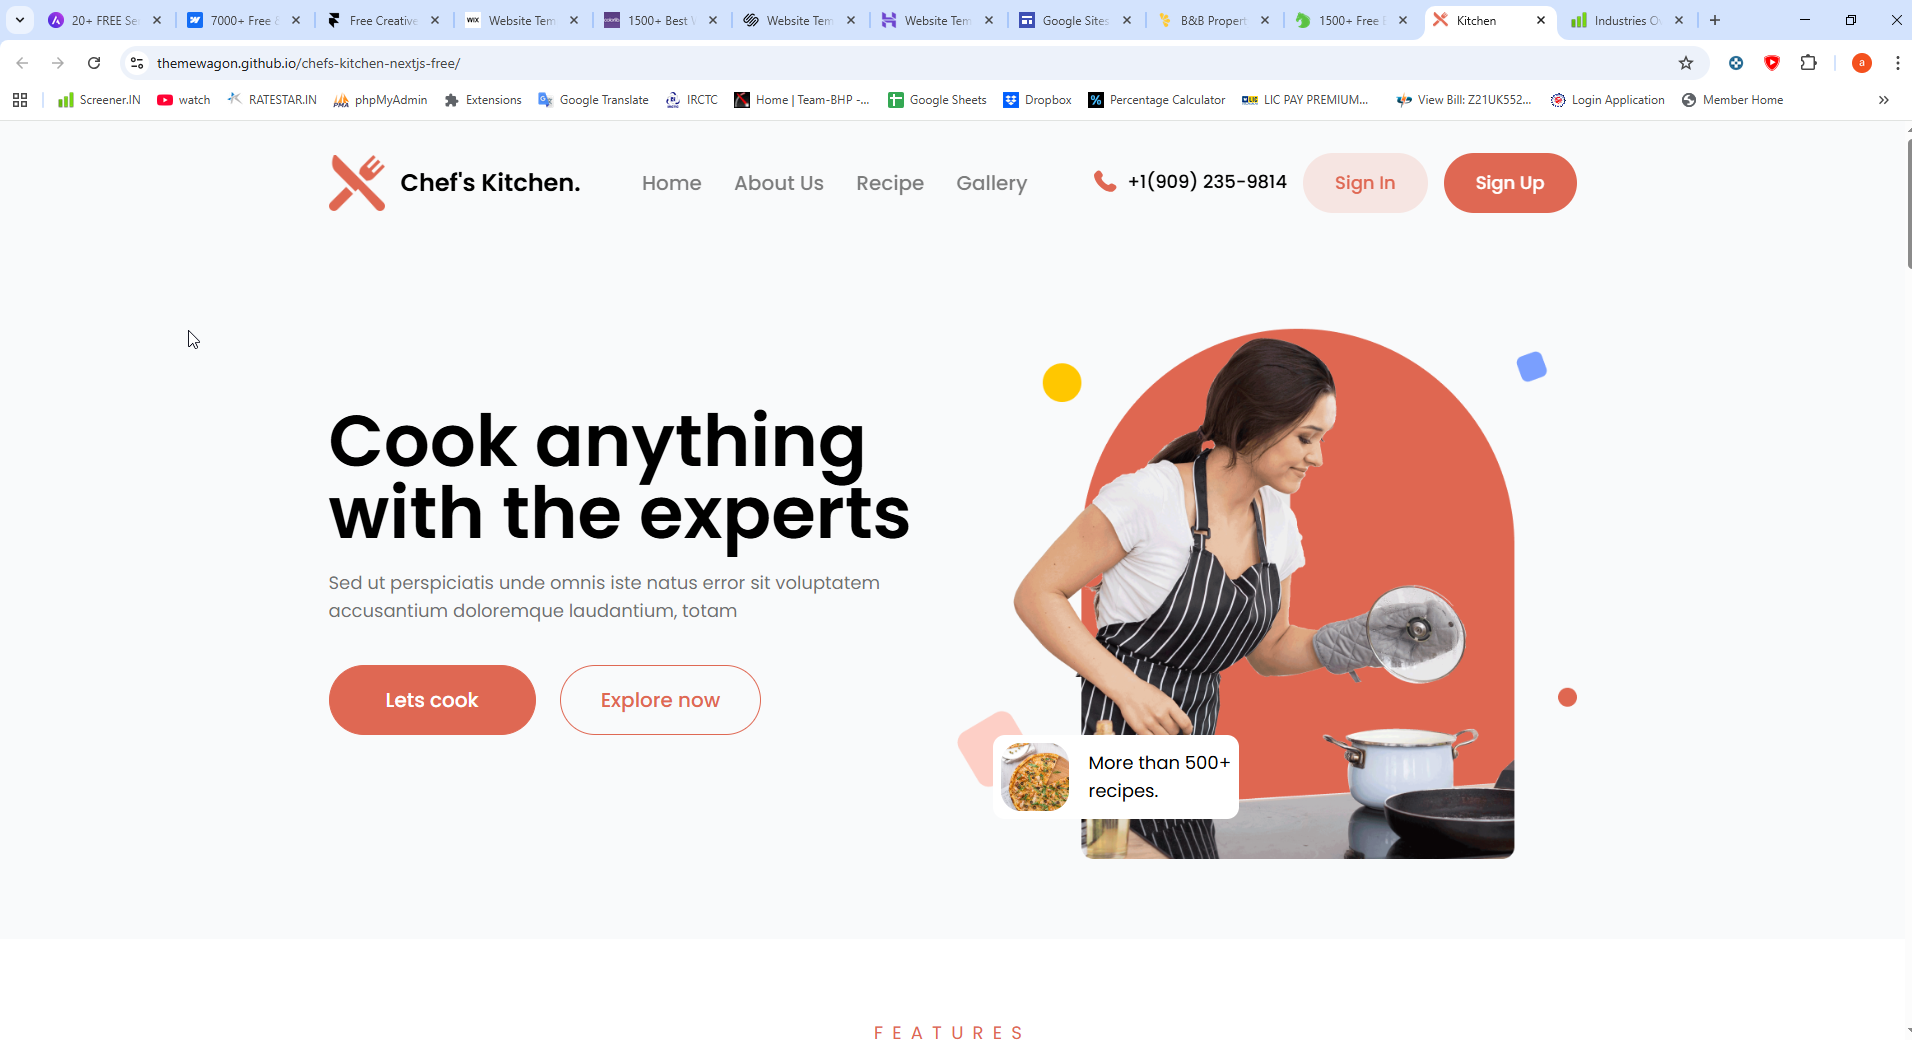 20+ FREE Se
7000+ Free
Free Creative
WIX
Website Tem
1500+ Best
Website Tem
Website Tem
Google Sites
B&B Propert
1500+ Free
Kitchen
Industries O
themewagon.github.io/chefs-kitchen-nextjs-free/
a
Screener.IN
watch
RATESTAR.IN
phpMyAdmin
Extensions
Google Translate
IRCTC
Home | Team-BHP -...
Google Sheets
Dropbox
Percentage Calculator
LIC PAY PREMIUM...
View Bill: Z21UK552...
Login Application
Member Home
Chef's Kitchen.
Home
About Us
Recipe
Gallery
+1(909) 235-9814
Sign In
Sign Up
Cook anything
with the experts
Sed ut perspiciatis unde omnis iste natus error sit voluptatem
accusantium doloremque laudantium, totam
Lets cook
Explore now
More than 500+
recipes.
FEATURES